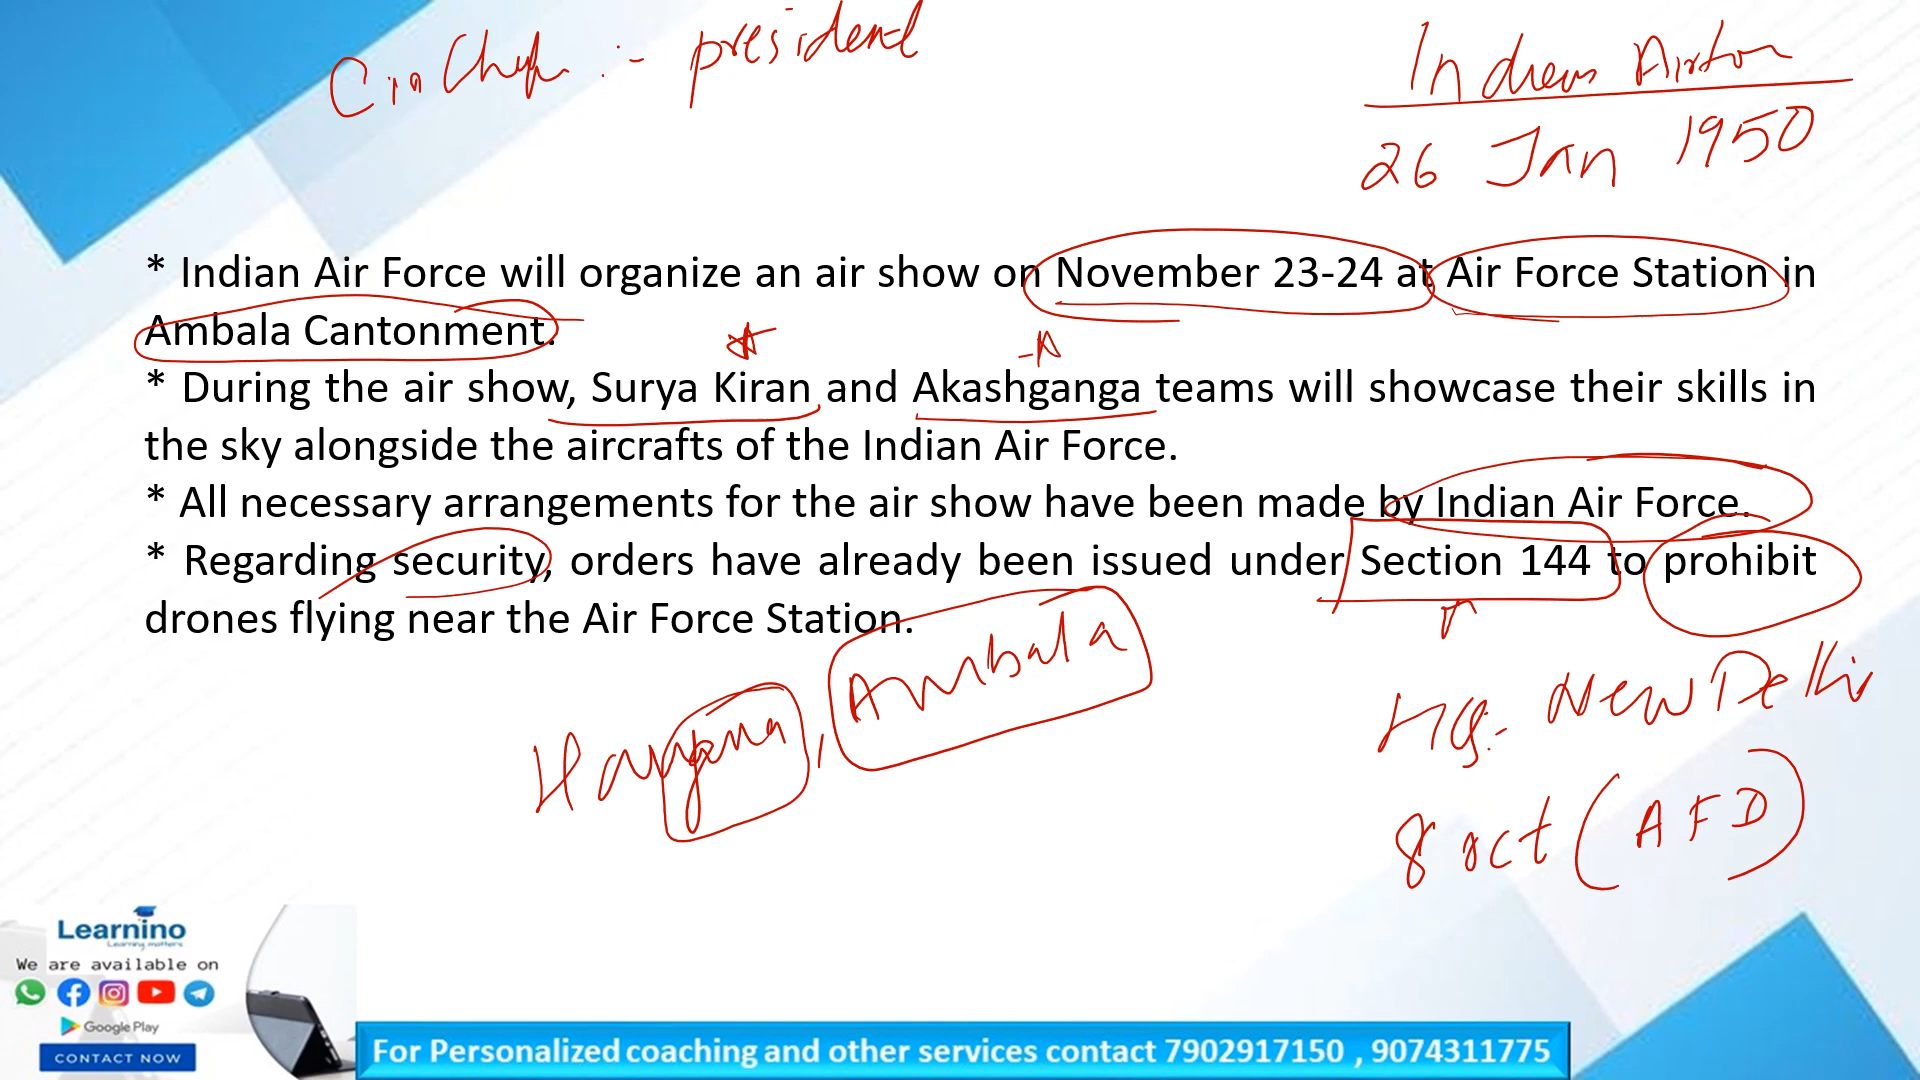 C in Chief :- president
Indian Airforce
26 Jan 1950
* Indian Air Force will organize an air show on November 23-24 at Air Force Station in
Ambala Cantonment.
* During the air show, Surya Kiran and Akashganga teams will showcase their skills in
the sky alongside the aircrafts of the Indian Air Force.
* All necessary arrangements for the air show have been made by Indian Air Force.
* Regarding security, orders have already been issued under Section 144 to prohibit
drones flying near the Air Force Station.
Haryana, Ambala
HQ:- New Delhi
8 oct (AFD)
Learnino
Learning matters
We are available on
Google Play
CONTACT NOW
For Personalized coaching and other services contact 7902917150 , 9074311775